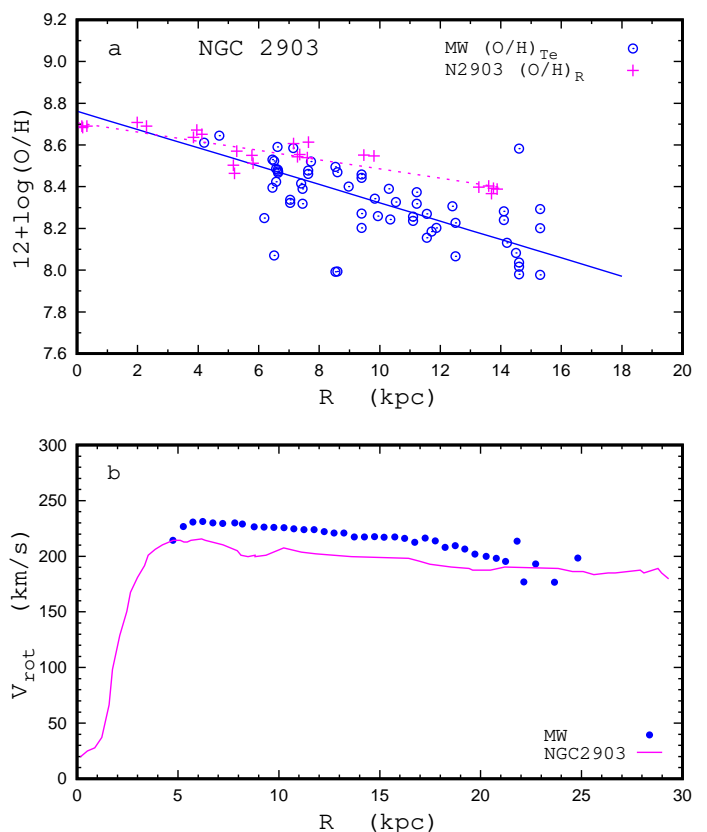 a NGC 2903
MW (O/H)Te
N2903 (O/H)R
12+log(O/H)
9.2
9.0
8.8
8.6
8.4
8.2
8.0
7.8
7.6
0 2 4 6 8 10 12 14 16 18 20
R (kpc)
b
Vrot (km/s)
300
250
200
150
100
50
0
MW
NGC2903
0 5 10 15 20 25 30
R (kpc)